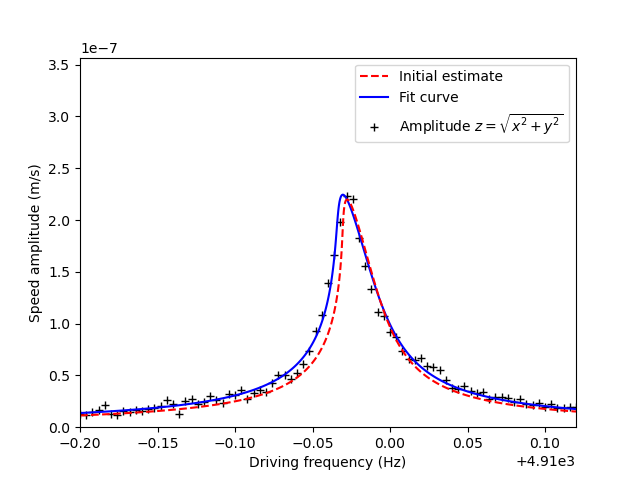 1e−7
3.5
3.0
2.5
2.0
1.5
1.0
0.5
0.0
Speed amplitude (m/s)
Initial estimate
Fit curve
Amplitude z = √x² + y²
−0.20 −0.15 −0.10 −0.05 0.00 0.05 0.10
Driving frequency (Hz)
+4.91e3